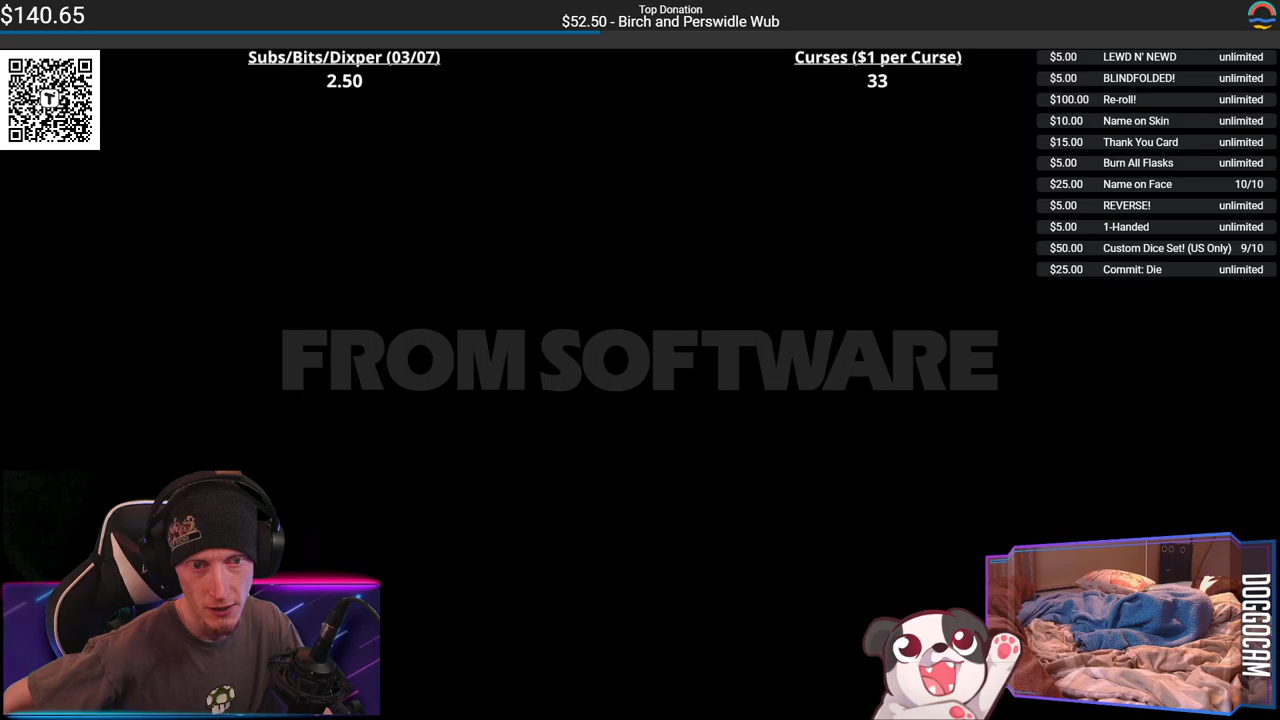 $140.65
Top Donation
$52.50 - Birch and Perswidle Wub
Subs/Bits/Dixper (03/07)
2.50
Curses ($1 per Curse)
33
$5.00 LEWD N' NEWD unlimited
$5.00 BLINDFOLDED! unlimited
$100.00 Re-roll! unlimited
$10.00 Name on Skin unlimited
$15.00 Thank You Card unlimited
$5.00 Burn All Flasks unlimited
$25.00 Name on Face 10/10
$5.00 REVERSE! unlimited
$5.00 1-Handed unlimited
$50.00 Custom Dice Set! (US Only) 9/10
$25.00 Commit: Die unlimited
FROM SOFTWARE
DOGGOCAM